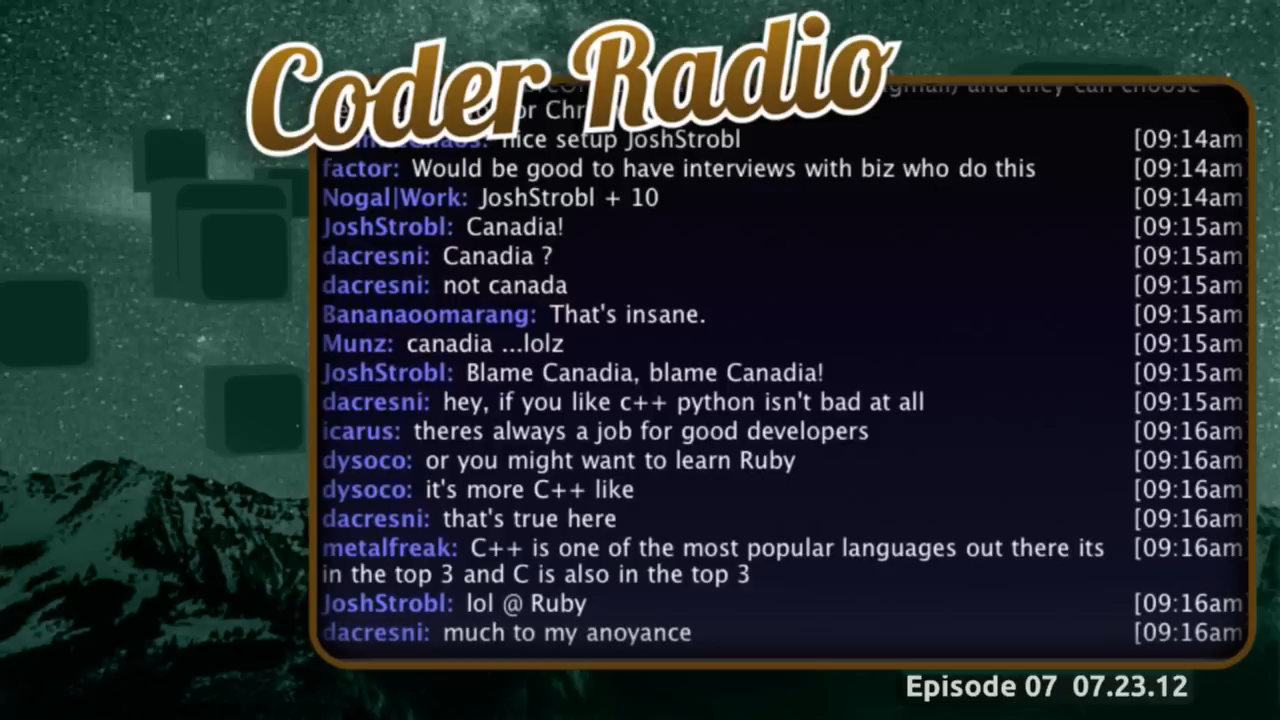 Coder Radio
gman) and they can choose
or Chr
nice setup JoshStrobl [09:14am
factor: Would be good to have interviews with biz who do this [09:14am
Nogal|Work: JoshStrobl + 10 [09:14am
JoshStrobl: Canadia! [09:15am
dacresni: Canadia ? [09:15am
dacresni: not canada [09:15am
Bananaoomarang: That's insane. [09:15am
Munz: canadia ...lolz [09:15am
JoshStrobl: Blame Canadia, blame Canadia! [09:15am
dacresni: hey, if you like c++ python isn't bad at all [09:15am
icarus: theres always a job for good developers [09:16am
dysoco: or you might want to learn Ruby [09:16am
dysoco: it's more C++ like [09:16am
dacresni: that's true here [09:16am
metalfreak: C++ is one of the most popular languages out there its [09:16am
in the top 3 and C is also in the top 3
JoshStrobl: lol @ Ruby [09:16am
dacresni: much to my anoyance [09:16am
Episode 07 07.23.12